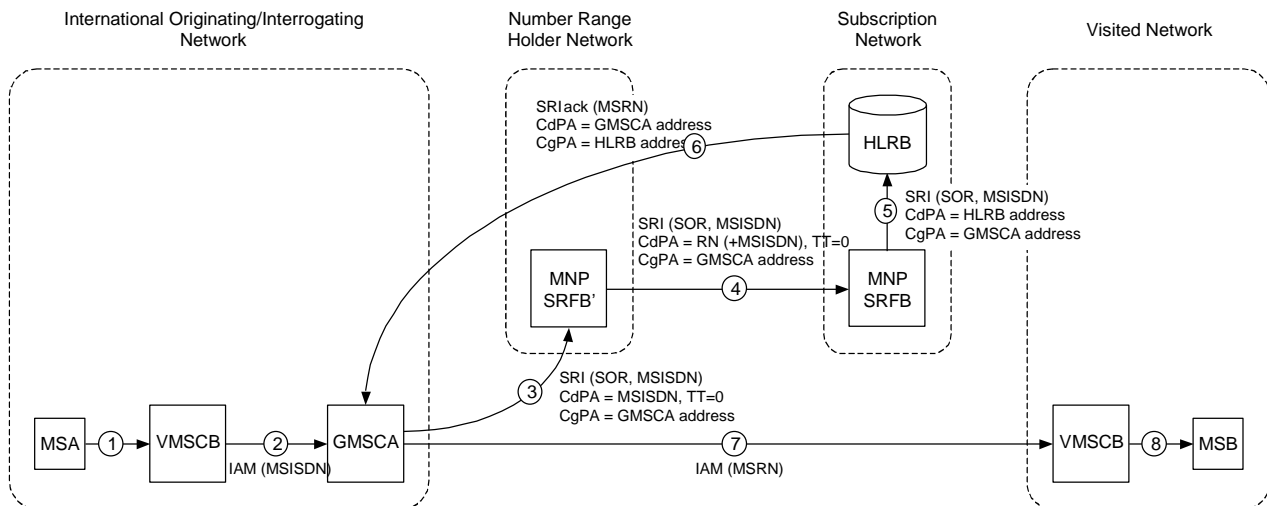 International Originating/Interrogating
Network
Number Range
Holder Network
Subscription
Network
Visited Network
SRIack (MSRN)
CdPA = GMSCA address
CgPA = HLRB address
6
HLRB
5
SRI (SOR, MSISDN)
CdPA = HLRB address
CgPA = GMSCA address
SRI (SOR, MSISDN)
CdPA = RN (+MSISDN), TT=0
CgPA = GMSCA address
MNP
SRFB'
4
MNP
SRFB
3
SRI (SOR, MSISDN)
CdPA = MSISDN, TT=0
CgPA = GMSCA address
MSA
1
VMSCB
2
IAM (MSISDN)
GMSCA
7
IAM (MSRN)
VMSCB
8
MSB